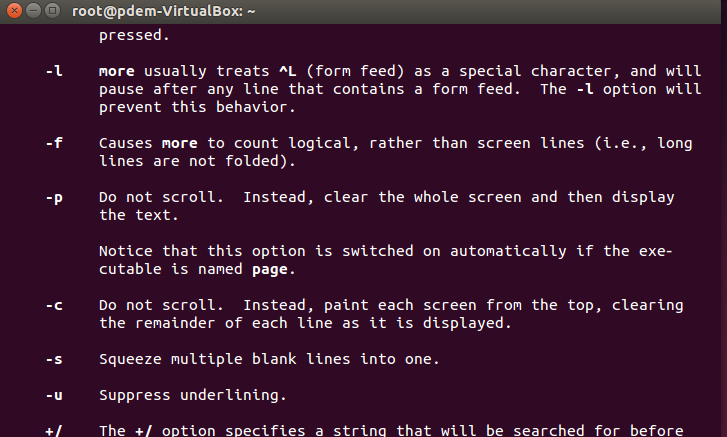 root@pdem-VirtualBox: ~
pressed.
-l more usually treats ^L (form feed) as a special character, and will
pause after any line that contains a form feed. The -l option will
prevent this behavior.
-f Causes more to count logical, rather than screen lines (i.e., long
lines are not folded).
-p Do not scroll. Instead, clear the whole screen and then display
the text.
Notice that this option is switched on automatically if the exe-
cutable is named page.
-c Do not scroll. Instead, paint each screen from the top, clearing
the remainder of each line as it is displayed.
-s Squeeze multiple blank lines into one.
-u Suppress underlining.
+/ The +/ option specifies a string that will be searched for before